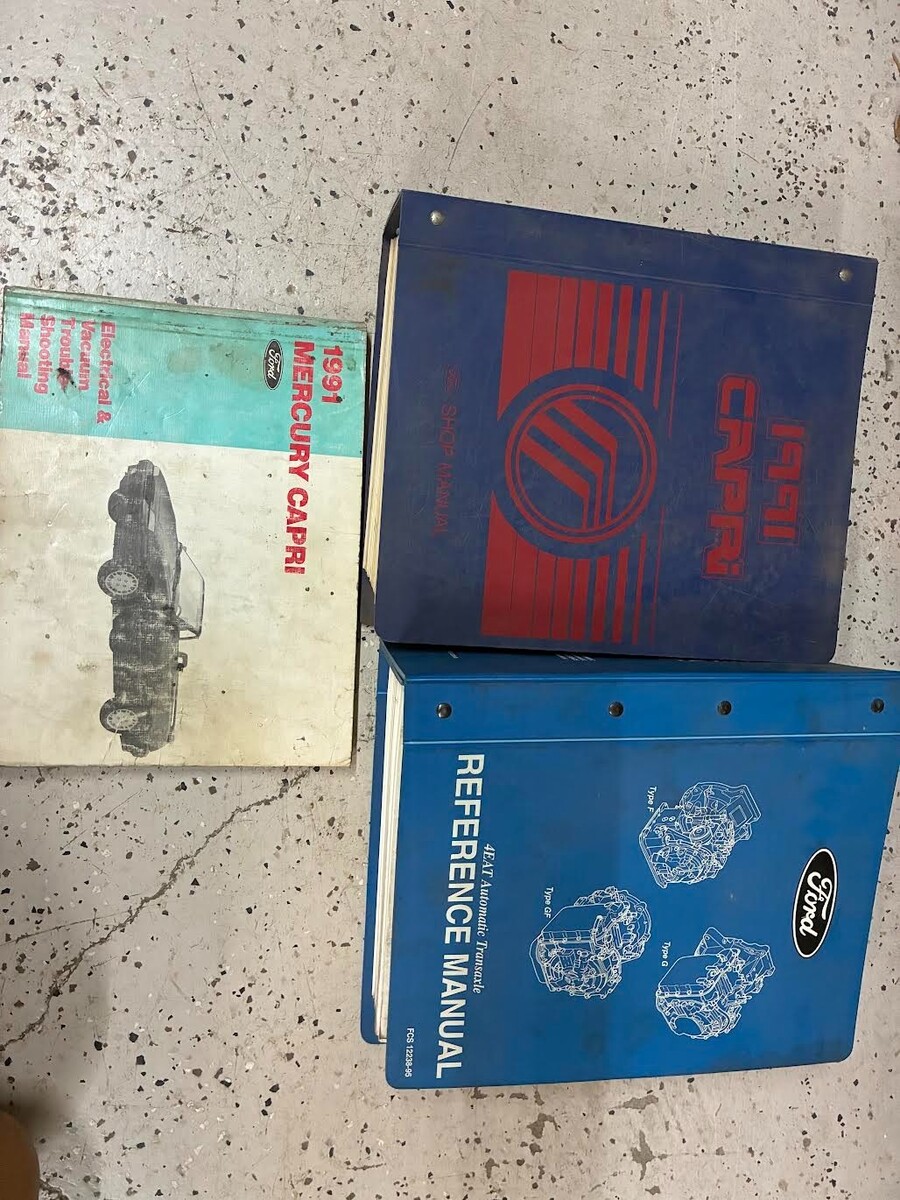 1991
MERCURY CAPRI
Ford
Electrical &
Vacuum
Trouble-
Shooting
Manual
1991
CAPRI
SHOP MANUAL
Ford
Type F
Type G
Type GF
4EAT Automatic Transaxle
REFERENCE MANUAL
FCS 12238-95